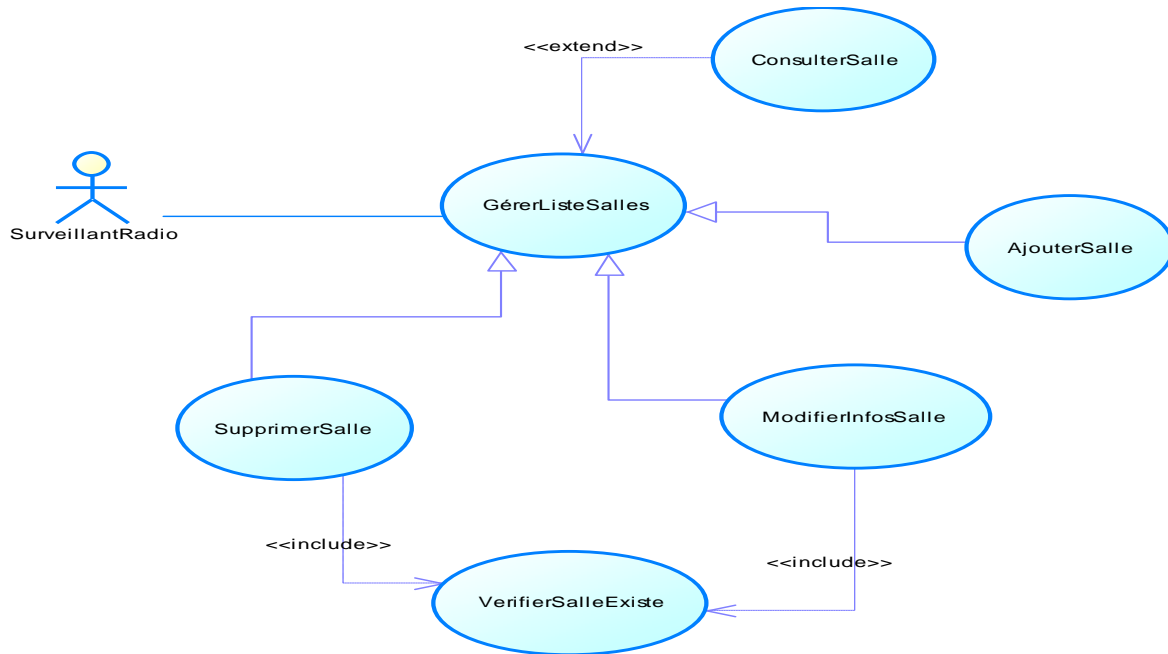 <<extend>>
ConsulterSalle
GérerListeSalles
SurveillantRadio
AjouterSalle
SupprimerSalle
ModifierInfosSalle
<<include>>
<<include>>
VerifierSalleExiste